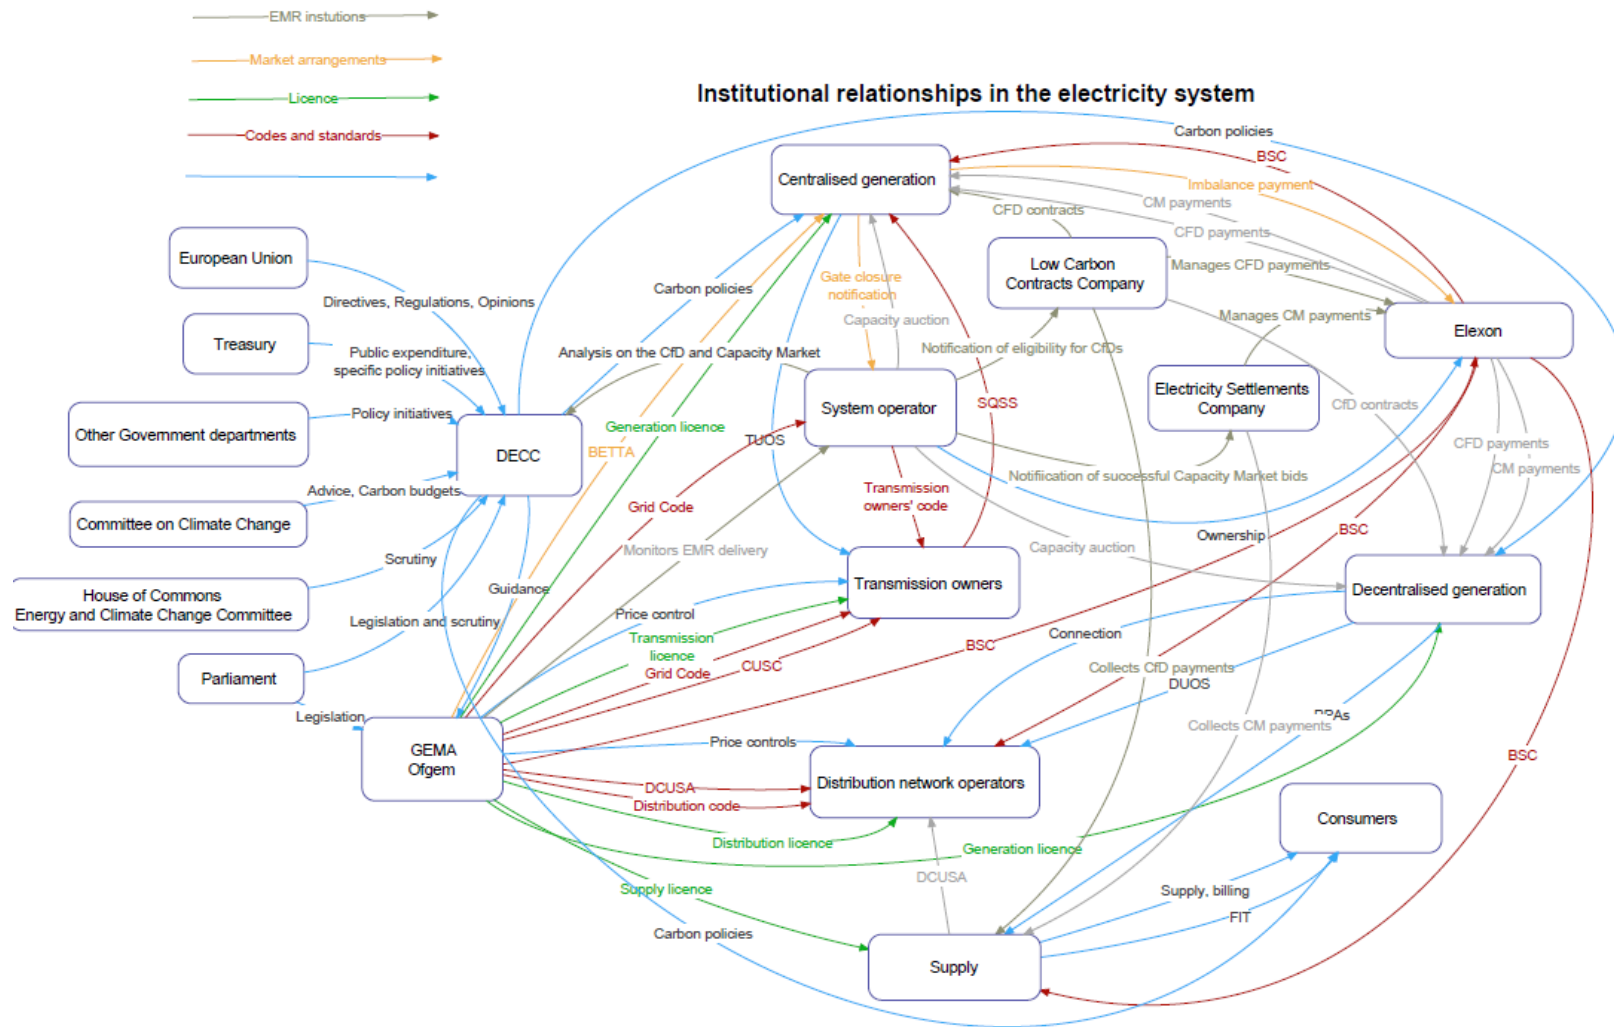 EMR instutions
Market arrangements
Licence
Codes and standards
Institutional relationships in the electricity system
Carbon policies
BSC
Centralised generation
Imbalance payment
CM payments
CFD contracts
CFD payments
European Union
Low Carbon
Contracts Company
Manages CFD payments
Gate closure
notification
Carbon policies
Directives, Regulations, Opinions
Manages CM payments
Capacity auction
Elexon
Treasury
Public expenditure,
specific policy initiatives
Analysis on the CfD and Capacity Market
Notification of eligibility for CfDs
Electricity Settlements
Company
System operator
SQSS
CfD contracts
Policy initiatives
Other Government departments
Generation licence
TUOS
CFD payments
CM payments
DECC
BETTA
Notifiication of successful Capacity Market bids
Advice, Carbon budgets
Transmission
owners' code
Grid Code
Committee on Climate Change
Ownership
BSC
Monitors EMR delivery
Capacity auction
Scrutiny
Transmission owners
Decentralised generation
House of Commons
Energy and Climate Change Committee
Guidance
Price control
Legislation and scrutiny
Transmission
licence
Connection
BSC
Parliament
Grid Code
CUSC
Collects CfD payments
DUOS
Legislation
Collects CM payments
GEMA
Ofgem
Price controls
BSC
Distribution network operators
DCUSA
Distribution code
Consumers
Distribution licence
Generation licence
DCUSA
Supply licence
Supply, billing
FIT
Carbon policies
Supply